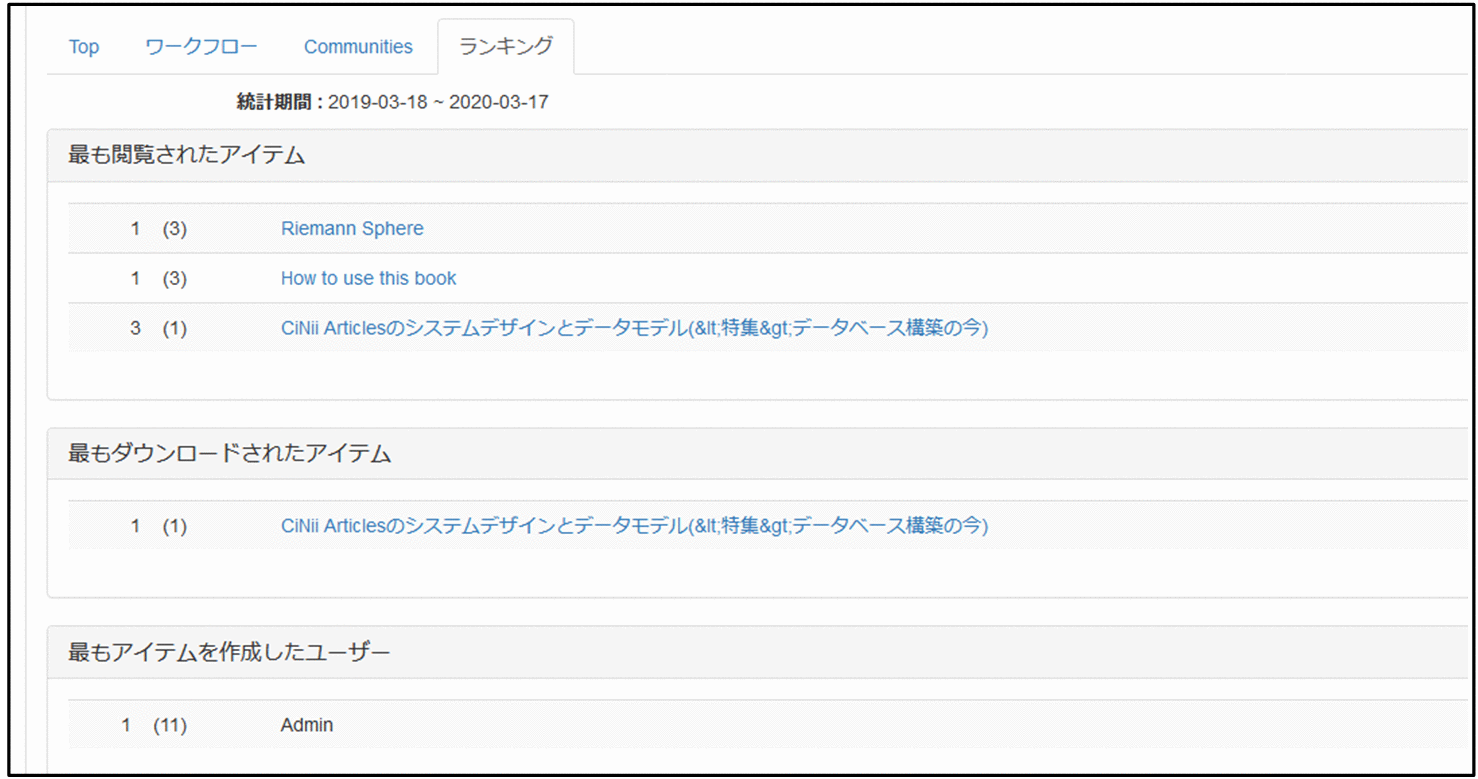 Top ワークフロー Communities ランキング
統計期間 : 2019-03-18 ~ 2020-03-17
最も閲覧されたアイテム
1 (3) Riemann Sphere
1 (3) How to use this book
3 (1) CiNii Articlesのシステムデザインとデータモデル(&lt;特集&gt;データベース構築の今)
最もダウンロードされたアイテム
1 (1) CiNii Articlesのシステムデザインとデータモデル(&lt;特集&gt;データベース構築の今)
最もアイテムを作成したユーザー
1 (11) Admin